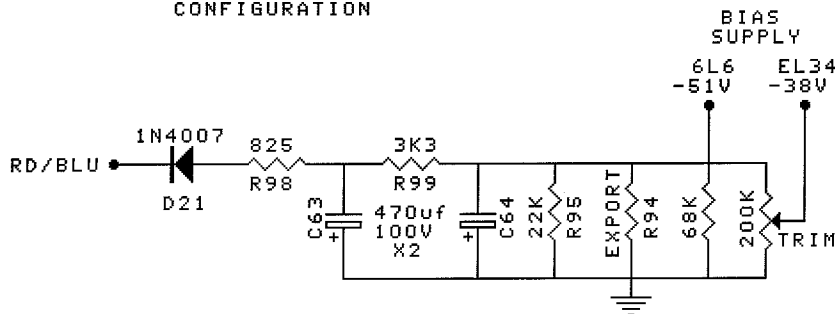 CONFIGURATION
BIAS
SUPPLY
6L6
-51V
EL34
-38V
1N4007
825
3K3
RD/BLU
R98
R99
D21
C63
470uf
100V
X2
C64
22K
R95
EXPORT
R94
68K
200K
TRIM